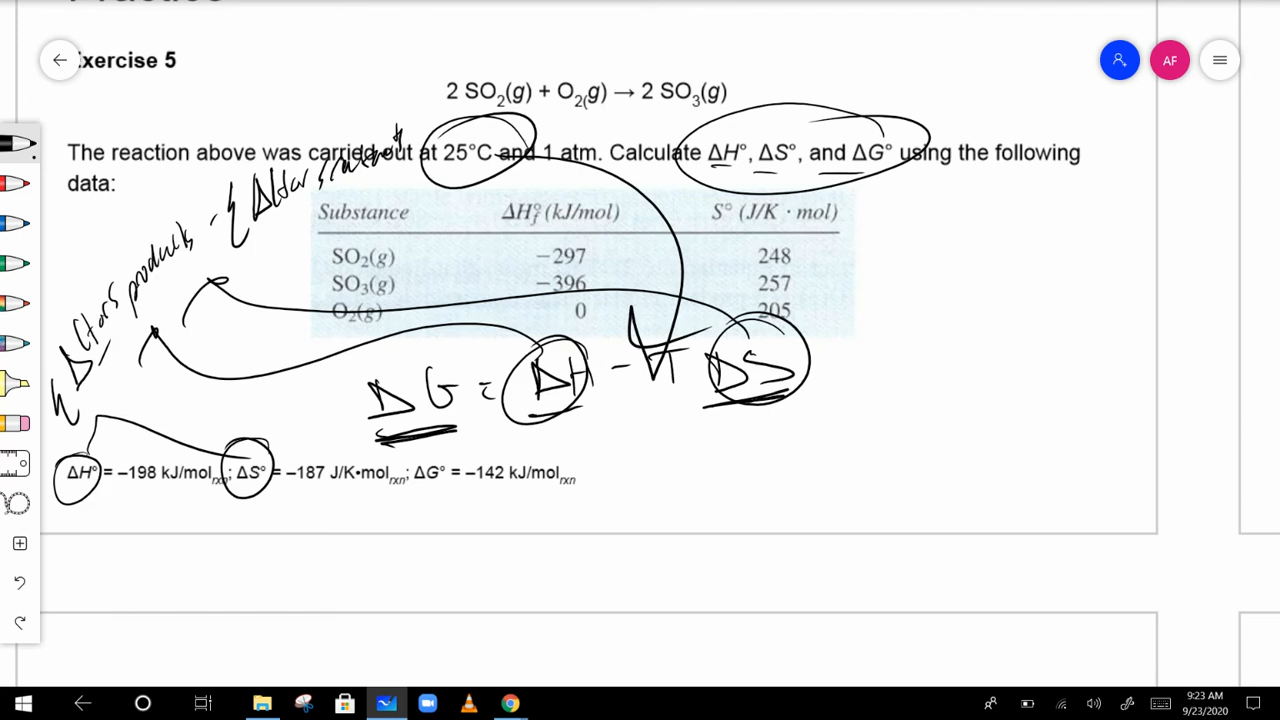 Exercise 5
AF
2 SO2(g) + O2(g) → 2 SO3(g)
The reaction above was carried out at 25°C and 1 atm. Calculate ΔH°, ΔS°, and ΔG° using the following
data:
Substance ΔHf° (kJ/mol) S° (J/K · mol)
SO2(g) −297 248
SO3(g) −396 257
O2(g) 0 205
products -
ΔG = ΔH - T ΔS
ΔH° = −198 kJ/molrxn; ΔS° = −187 J/K•molrxn; ΔG° = −142 kJ/molrxn
9:23 AM
9/23/2020